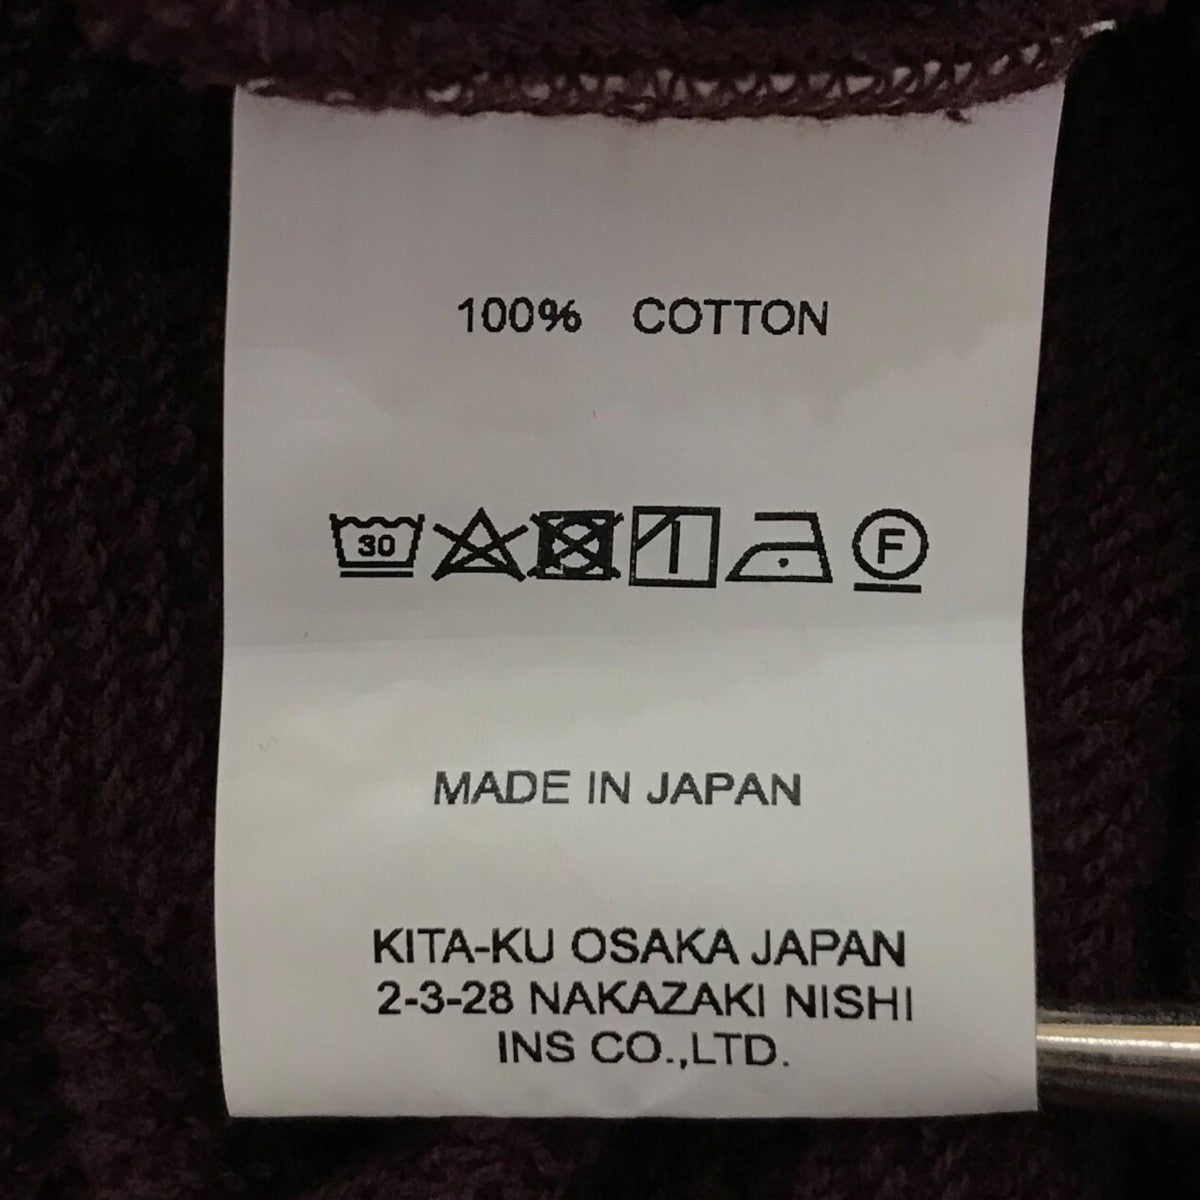 100% COTTON
30 F
MADE IN JAPAN
KITA-KU OSAKA JAPAN
2-3-28 NAKAZAKI NISHI
INS CO.,LTD.